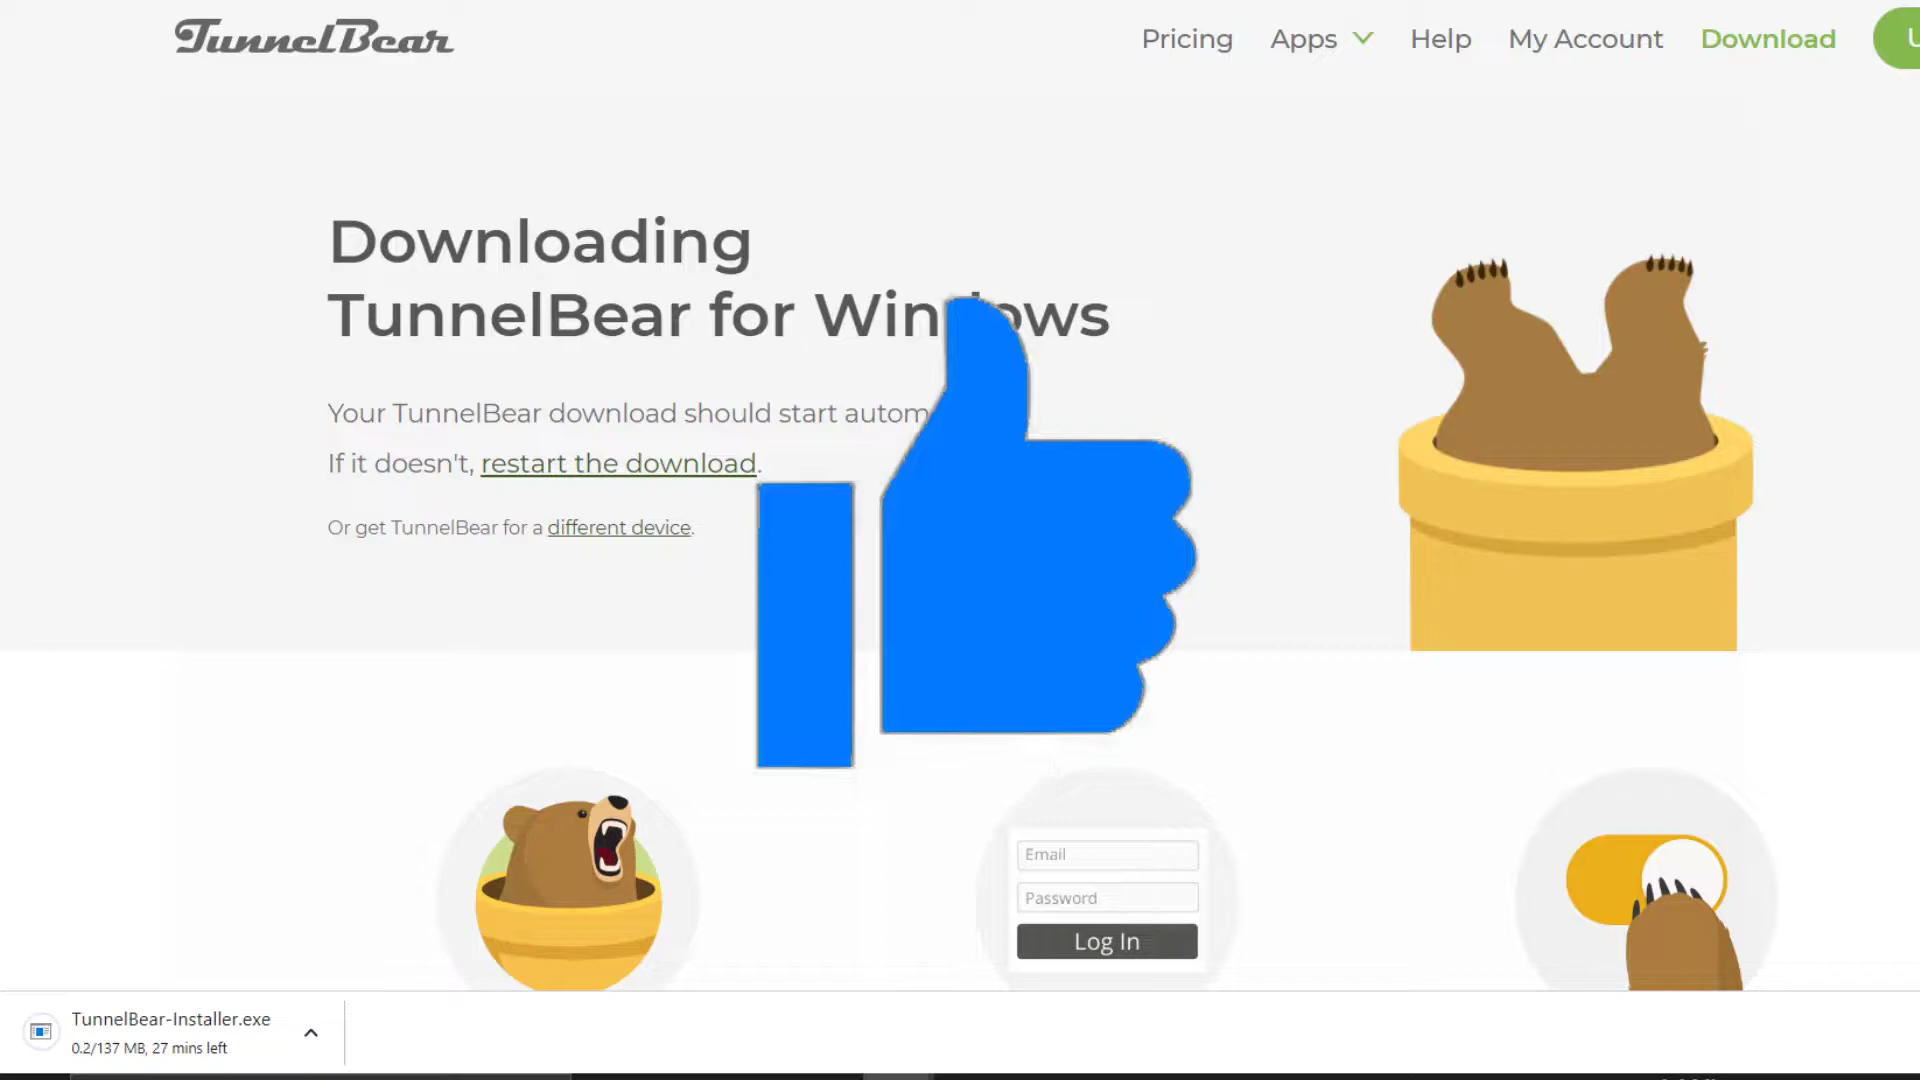 TunnelBear
Pricing
Apps
Help
My Account
Download
Downloading
TunnelBear for Windows
Your TunnelBear download should start autom
If it doesn't, restart the download.
Or get TunnelBear for a different device.
Email
Password
Log In
TunnelBear-Installer.exe
0.2/137 MB, 27 mins left